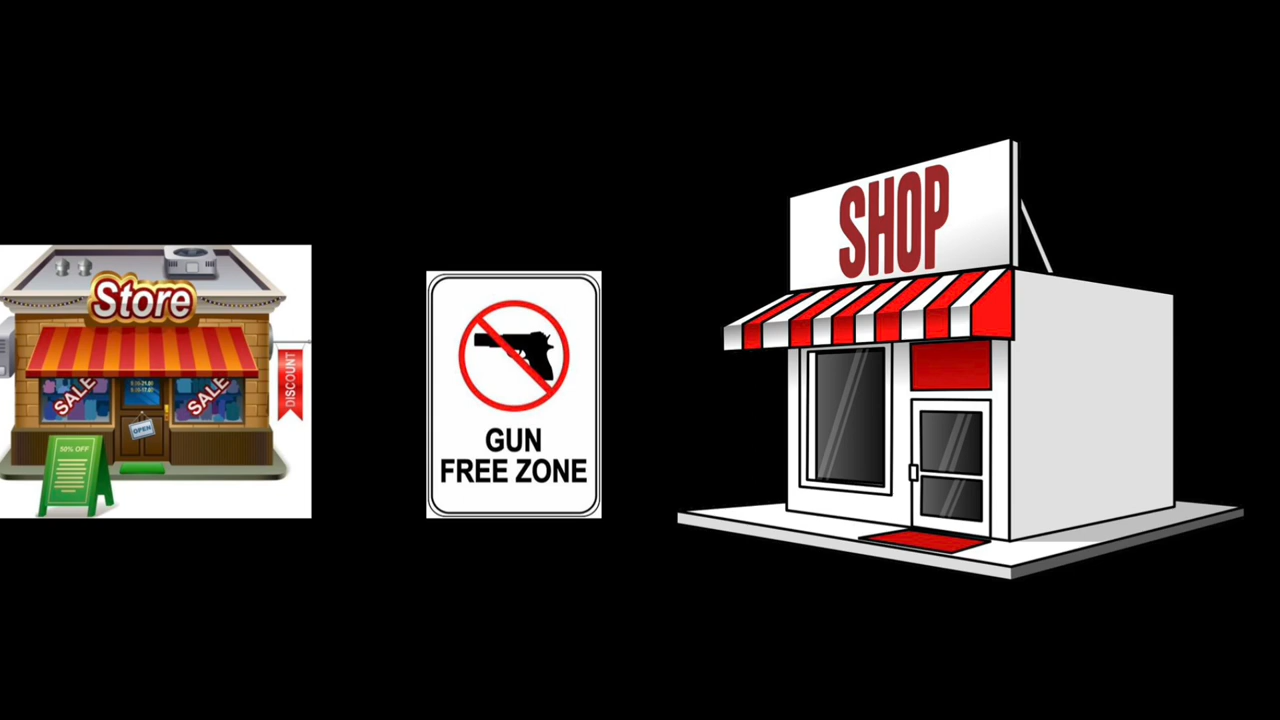 Store
SALE
SALE
OPEN
50% OFF
DISCOUNT
GUN
FREE ZONE
SHOP